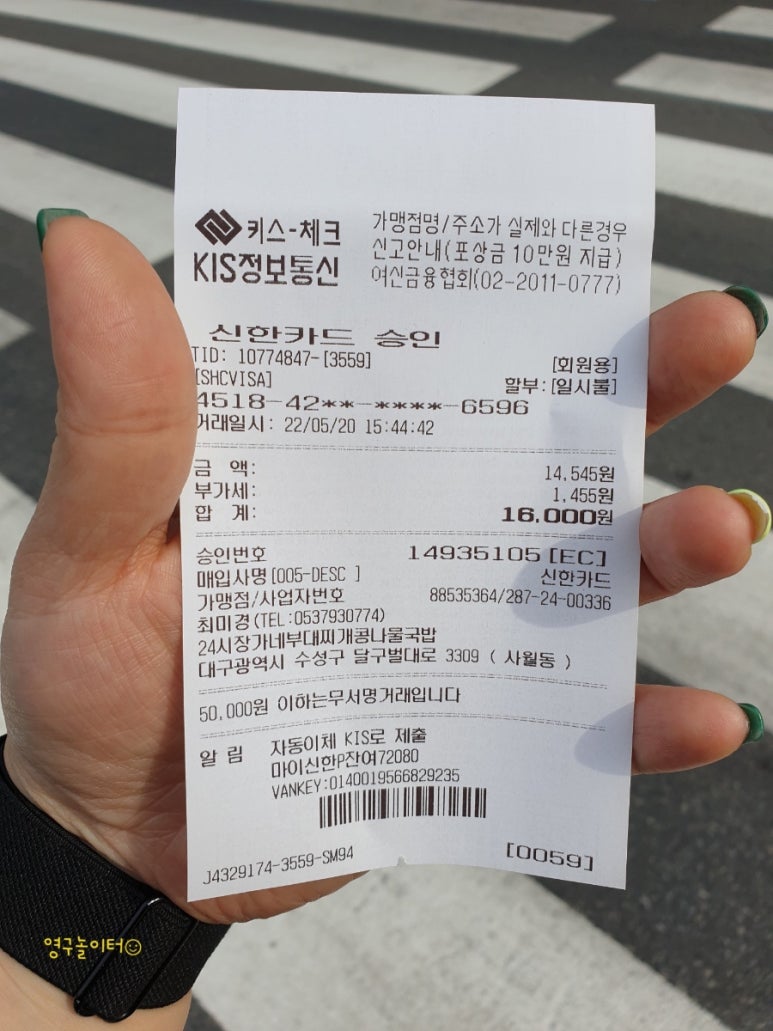 키스-체크
KIS정보통신
가맹점명/주소가 실제와 다른경우
신고안내(포상금 10만원 지급)
여신금융협회(02-2011-0777)
신한카드 승인
TID: 10774847-[3559] [회원용]
[SHCVISA] 할부:[일시불]
4518-42**-****-6596
거래일시: 22/05/20 15:44:42
금 액: 14,545원
부가세: 1,455원
합 계: 16,000원
승인번호 14935105[EC]
매입사명[005-DESC ] 신한카드
가맹점/사업자번호 88535364/287-24-00336
최미경(TEL:0537930774)
24시장가네부대찌개콩나물국밥
대구광역시 수성구 달구벌대로 3309 ( 사월동 )
50,000원 이하는무서명거래입니다
알 림 자동이체 KIS로 제출
마이신한P잔여72080
VANKEY:0140019566829235
J4329174-3559-SM94 [0059]
영구놀이터☺